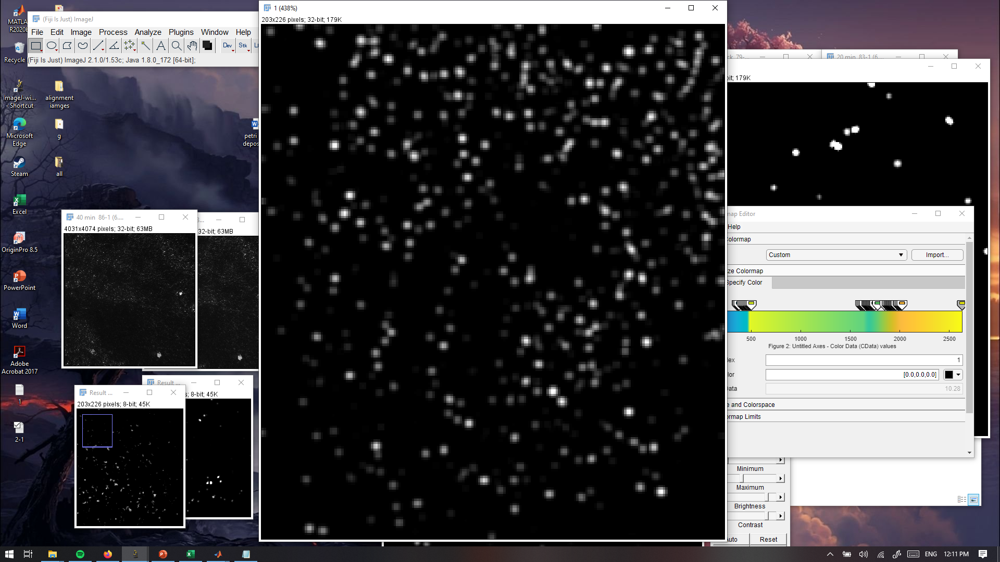 MATLA
R2020b
Recycle
ImageJ-wi...
- Shortcut
Microsoft
Edge
Steam
Excel
OriginPro 8.5
PowerPoint
Word
Adobe
Acrobat 2017
1
2-1
alignment
iamges
g
all
petri
depos
(Fiji Is Just) ImageJ
File Edit Image Process Analyze Plugins Window Help
Dev Stk
(Fiji Is Just) ImageJ 2.1.0/1.53c; Java 1.8.0_172 [64-bit];
40 min 86-1 (6....
4031x4074 pixels; 32-bit; 63MB
32-bit; 63MB
Result ...
203x226 pixels; 8-bit; 45K
Result ...
s; 8-bit; 45K
1 (438%)
203x226 pixels; 32-bit; 179K
ck 79-...
20 min 83-1 (6....
bit; 179K
map Editor
Help
Colormap
Custom
Import...
ze Colormap
Specify Color
500 1000 1500 2000 2500
Figure 2: Untitled Axes - Color Data (CData) values
dex
1
lor
[0.0,0.0,0.0]
Data
10.28
e and Colorspace
ormap Limits
Minimum
Maximum
Brightness
Contrast
uto
Reset
ENG
12:11 PM